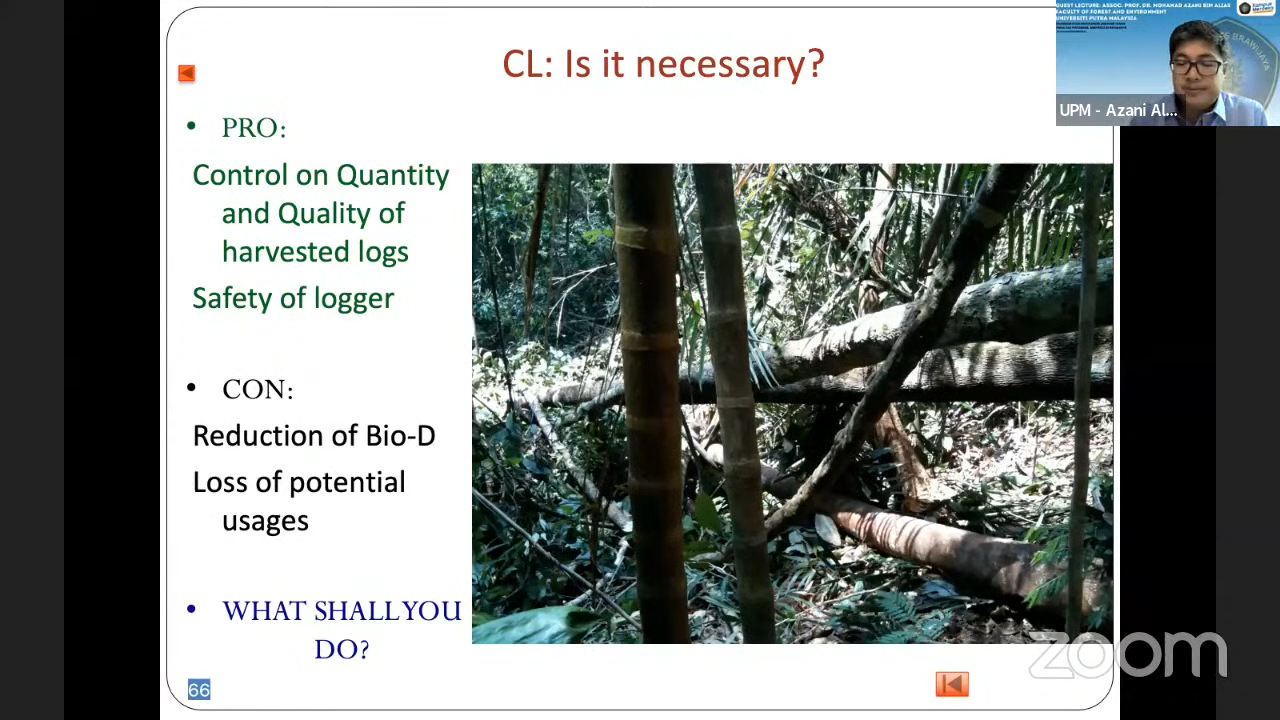 CL: Is it necessary?
• PRO:
Control on Quantity
and Quality of
harvested logs
Safety of logger
• CON:
Reduction of Bio-D
Loss of potential
usages
• WHAT SHALL YOU
DO?
66
GUEST LECTURE: ASSOC. PROF. DR. MOHAMAD AZANI BIN ALIAS
FACULTY OF FOREST AND ENVIRONMENT
UNIVERSITI PUTRA MALAYSIA
BRAWIJAYA
UPM - Azani Al...
zoom